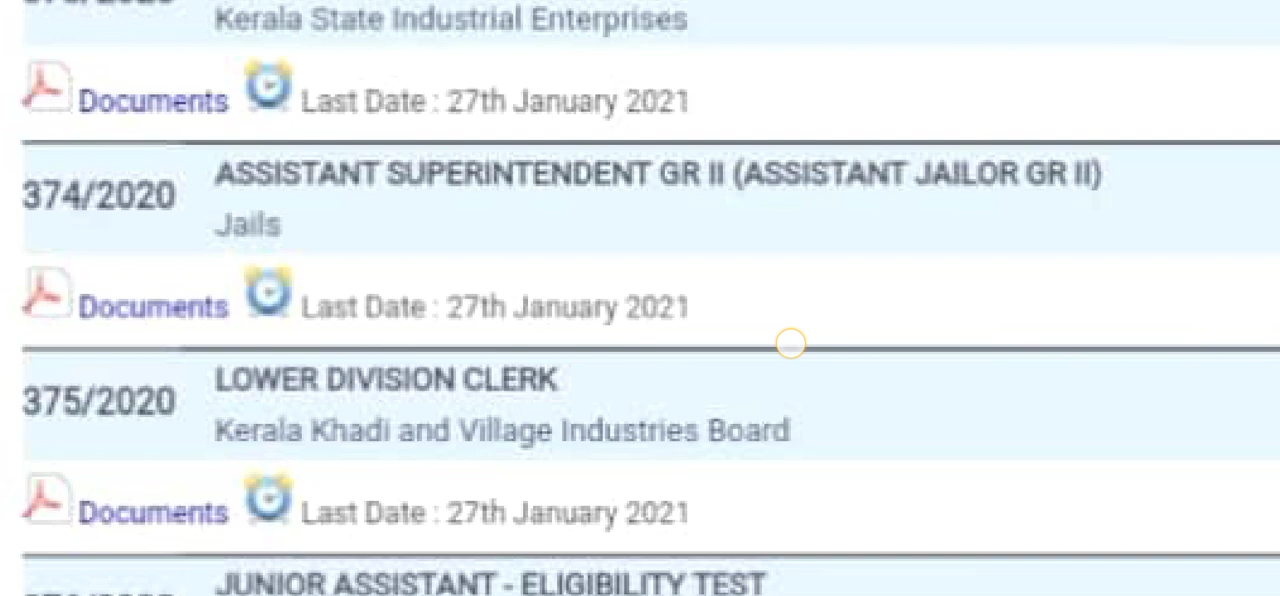 Kerala State Industrial Enterprises
Documents Last Date : 27th January 2021
374/2020 ASSISTANT SUPERINTENDENT GR II (ASSISTANT JAILOR GR II)
Jails
Documents Last Date : 27th January 2021
375/2020 LOWER DIVISION CLERK
Kerala Khadi and Village Industries Board
Documents Last Date : 27th January 2021
JUNIOR ASSISTANT - ELIGIBILITY TEST